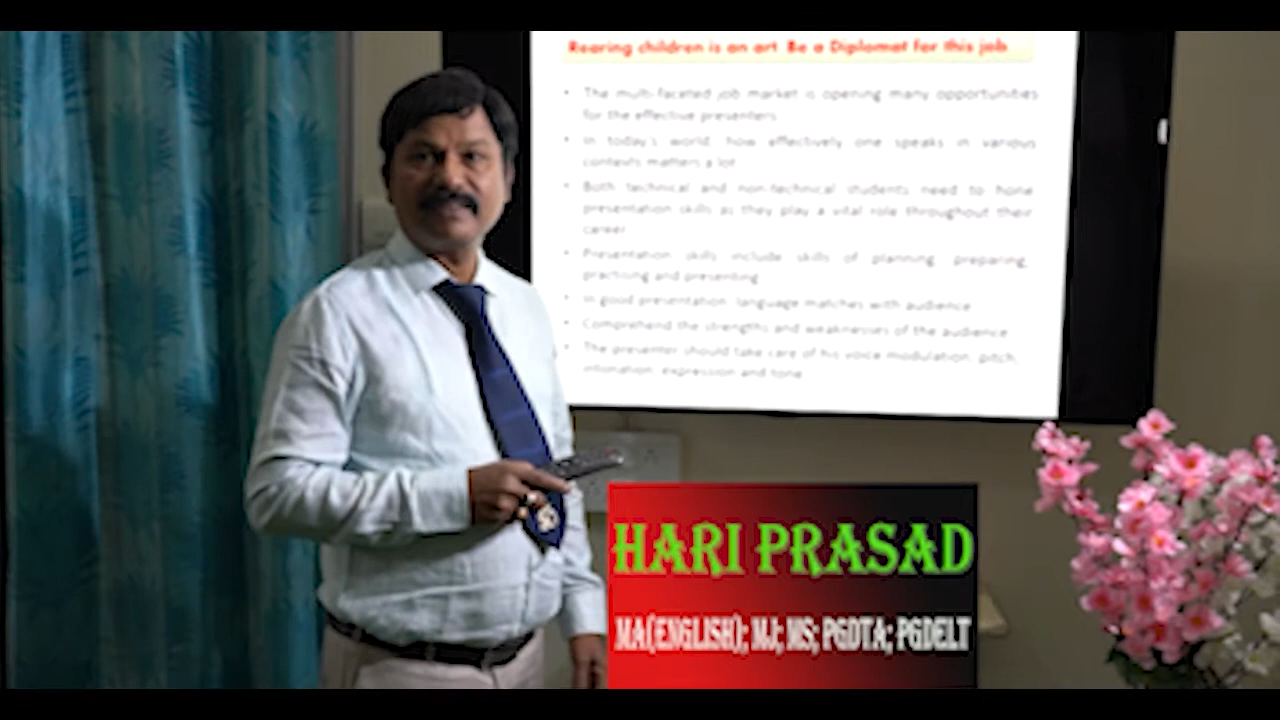 Rearing children is an art Be a Diplomat for this job
• The multi-faceted job market is opening many opportunities
for the effective presenters
• In today's world, how effectively one speaks in various
contexts matters a lot
• Both technical and non-technical students need to hone
presentation skills as they play a vital role throughout their
career
• Presentation skills include skills of planning, preparing,
practising and presenting
• In good presentation, language matches with audience
• Comprehend the strengths and weaknesses of the audience
• The presenter should take care of his voice modulation, pitch,
intonation, expression and tone
HARI PRASAD
MA(ENGLISH); MJ; MS; PGDTA; PGDELT